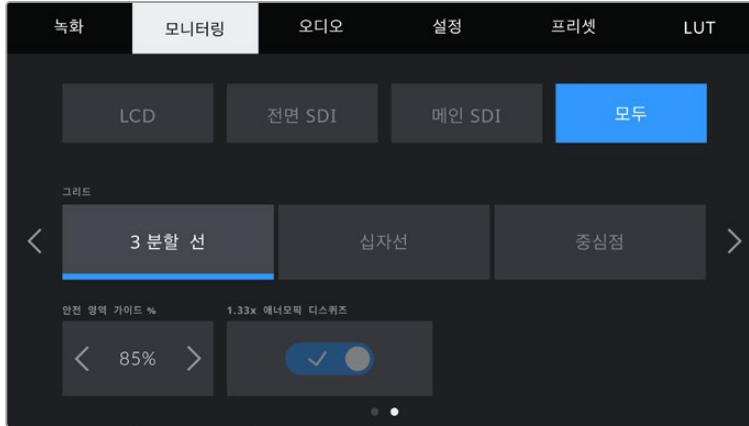 녹화 모니터링 오디오 설정 프리셋 LUT
LCD 전면 SDI 메인 SDI 모두
그리드
3 분할 선 십자선 중심점
안전 영역 가이드 % 1.33x 애너모픽 디스퀴즈
85%